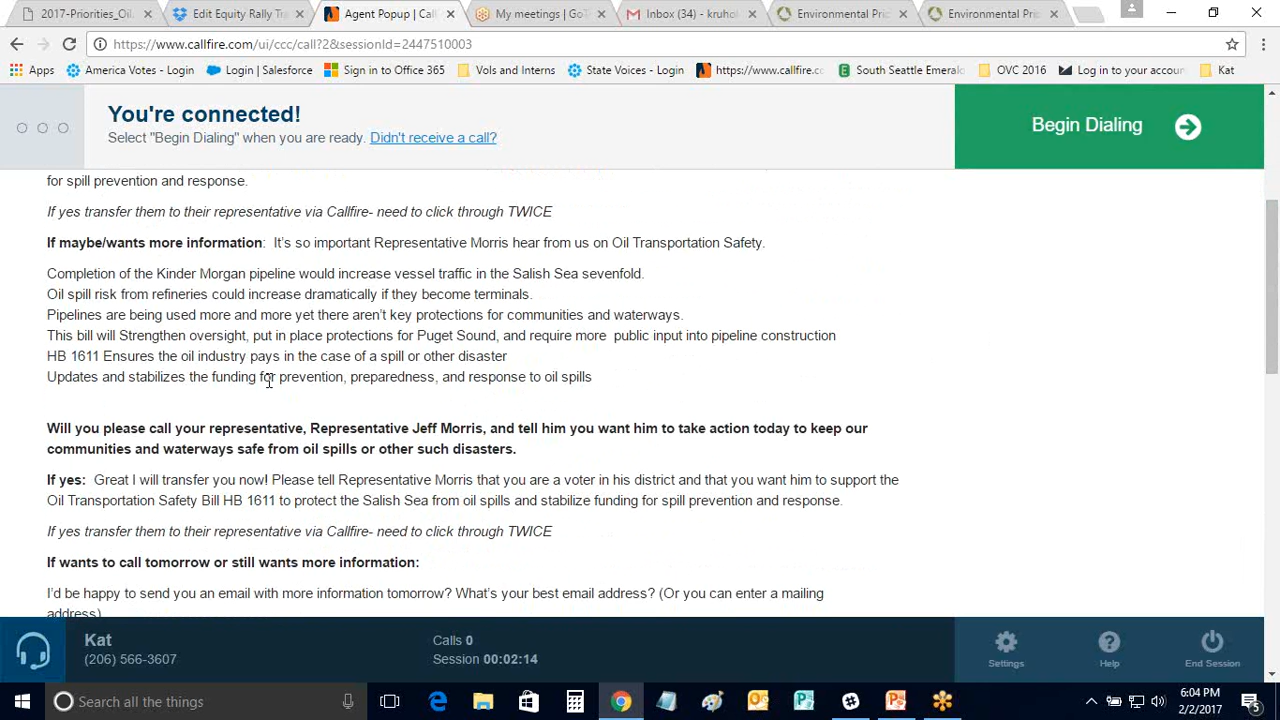 2017-Priorities_Oil.
Edit Equity Rally Tra
Agent Popup | Call
My meetings | GoT
Inbox (34) - kruhol
Environmental Pric
Environmental Pric
https://www.callfire.com/ui/ccc/call?2&sessionId=2447510003
Apps
America Votes - Login
Login | Salesforce
Sign in to Office 365
Vols and Interns
State Voices - Login
https://www.callfire.co
South Seattle Emeral
OVC 2016
Log in to your accou
Kat
You're connected!
Select "Begin Dialing" when you are ready. Didn't receive a call?
Begin Dialing
for spill prevention and response.
If yes transfer them to their representative via Callfire- need to click through TWICE
If maybe/wants more information: It's so important Representative Morris hear from us on Oil Transportation Safety.
Completion of the Kinder Morgan pipeline would increase vessel traffic in the Salish Sea sevenfold.
Oil spill risk from refineries could increase dramatically if they become terminals.
Pipelines are being used more and more yet there aren't key protections for communities and waterways.
This bill will Strengthen oversight, put in place protections for Puget Sound, and require more public input into pipeline construction
HB 1611 Ensures the oil industry pays in the case of a spill or other disaster
Updates and stabilizes the funding for prevention, preparedness, and response to oil spills
Will you please call your representative, Representative Jeff Morris, and tell him you want him to take action today to keep our
communities and waterways safe from oil spills or other such disasters.
If yes: Great I will transfer you now! Please tell Representative Morris that you are a voter in his district and that you want him to support the
Oil Transportation Safety Bill HB 1611 to protect the Salish Sea from oil spills and stabilize funding for spill prevention and response.
If yes transfer them to their representative via Callfire- need to click through TWICE
If wants to call tomorrow or still wants more information:
I'd be happy to send you an email with more information tomorrow? What's your best email address? (Or you can enter a mailing
address)
Kat
(206) 566-3607
Calls 0
Session 00:02:14
Settings
Help
End Session
Search all the things
6:04 PM
2/2/2017
5